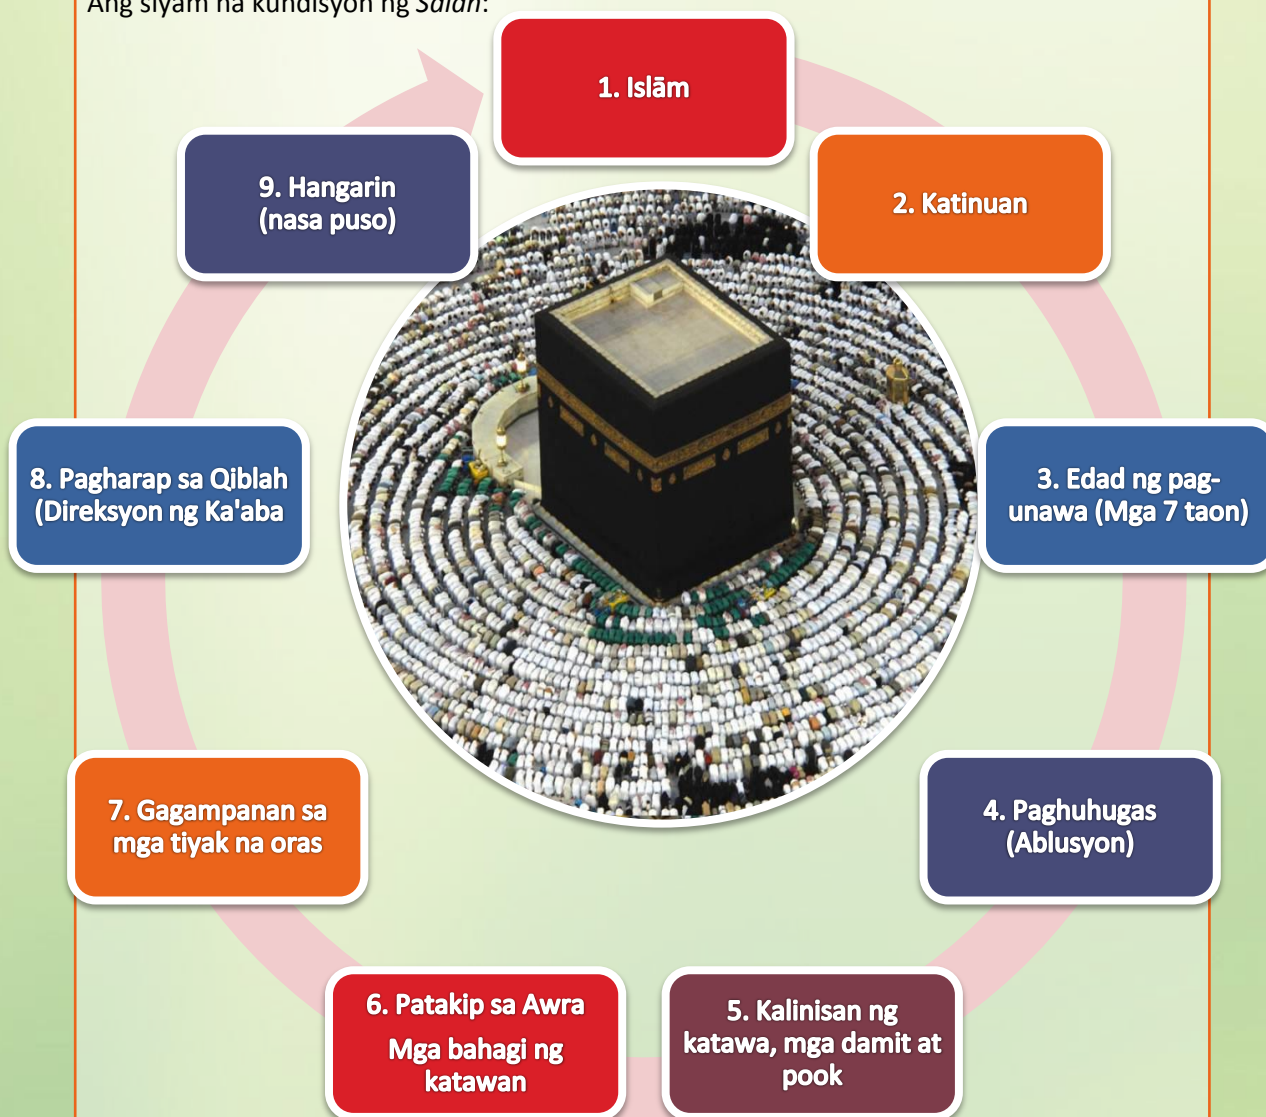 Ang siyam na kundisyon ng Salah:
1. Islām
2. Katinuan
3. Edad ng pag-
unawa (Mga 7 taon)
4. Paghuhugas
(Ablusyon)
5. Kalinisan ng
katawa, mga damit at
pook
6. Patakip sa Awra
Mga bahagi ng
katawan
7. Gagampanan sa
mga tiyak na oras
8. Pagharap sa Qiblah
(Direksyon ng Ka'aba
9. Hangarin
(nasa puso)